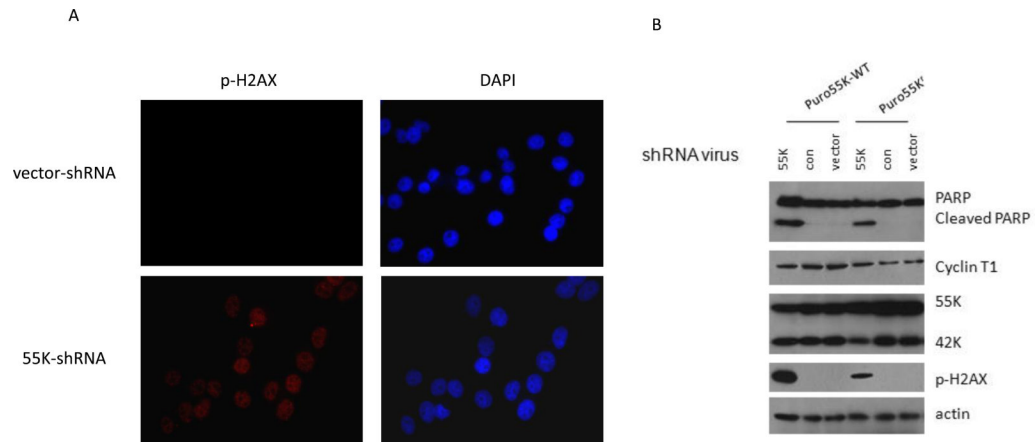 A
B
p-H2AX
DAPI
vector-shRNA
55K-shRNA
Puro55K-WT
Puro55Kr
shRNA virus
55K
con
vector
55K
con
vector
PARP
Cleaved PARP
Cyclin T1
55K
42K
p-H2AX
actin